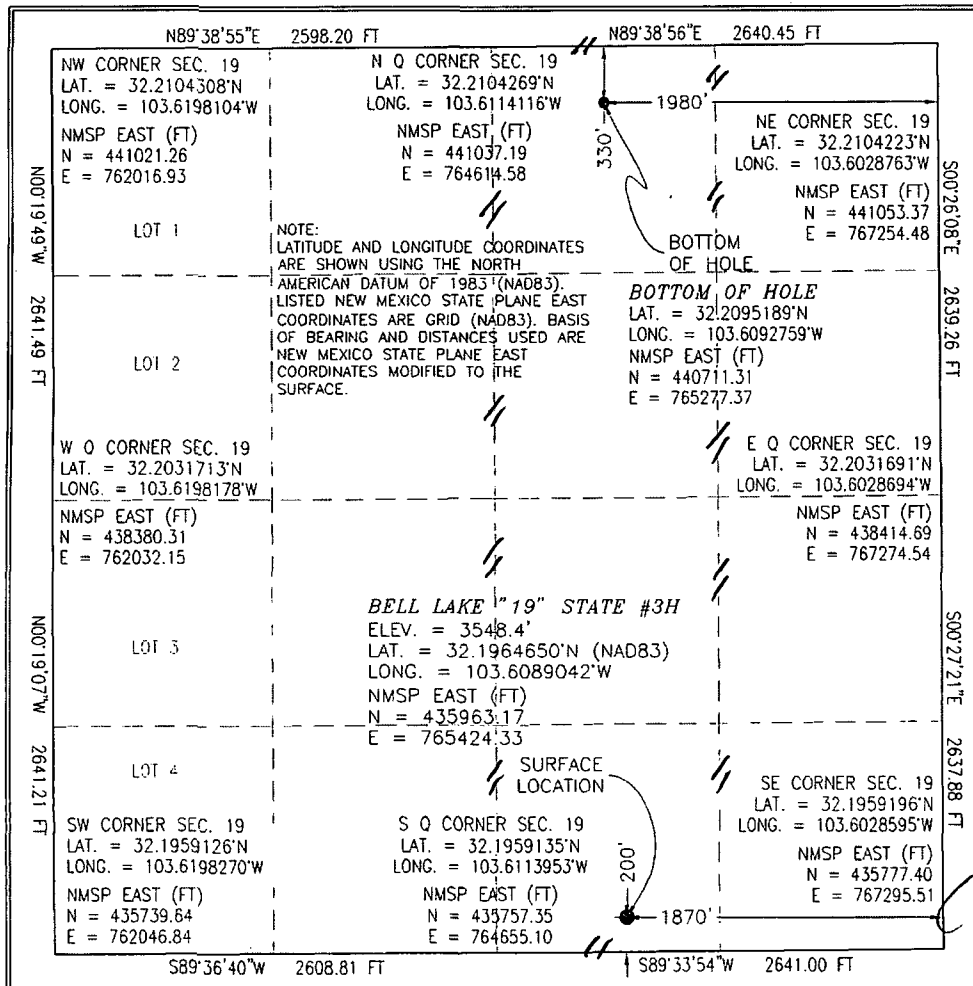 N89°38'55"E 2598.20 FT
N89°38'56"E 2640.45 FT
NW CORNER SEC. 19
LAT. = 32.2104308°N
LONG. = 103.6198104°W
NMSP EAST (FT)
N = 441021.26
E = 762016.93
N Q CORNER SEC. 19
LAT. = 32.2104269°N
LONG. = 103.6114116°W
NMSP EAST (FT)
N = 441037.19
E = 764614.58
1980'
330'
NE CORNER SEC. 19
LAT. = 32.2104223°N
LONG. = 103.6028763°W
NMSP EAST (FT)
N = 441053.37
E = 767254.48
N00°19'49"W 2641.49 FT
S00°26'08"E 2639.26 FT
LOT 1
NOTE:
LATITUDE AND LONGITUDE COORDINATES
ARE SHOWN USING THE NORTH
AMERICAN DATUM OF 1983 (NAD83).
LISTED NEW MEXICO STATE PLANE EAST
COORDINATES ARE GRID (NAD83). BASIS
OF BEARING AND DISTANCES USED ARE
NEW MEXICO STATE PLANE EAST
COORDINATES MODIFIED TO THE
SURFACE.
BOTTOM
OF HOLE
BOTTOM OF HOLE
LAT. = 32.2095189°N
LONG. = 103.6092759°W
NMSP EAST (FT)
N = 440711.31
E = 765277.37
LOT 2
W Q CORNER SEC. 19
LAT. = 32.2031713°N
LONG. = 103.6198178°W
NMSP EAST (FT)
N = 438380.31
E = 762032.15
E Q CORNER SEC. 19
LAT. = 32.2031691°N
LONG. = 103.6028694°W
NMSP EAST (FT)
N = 438414.69
E = 767274.54
N00°19'07"W 2641.21 FT
S00°27'21"E 2637.88 FT
LOT 3
BELL LAKE "19" STATE #3H
ELEV. = 3548.4'
LAT. = 32.1964650°N (NAD83)
LONG. = 103.6089042°W
NMSP EAST (FT)
N = 435963.17
E = 765424.33
LOT 4
SURFACE
LOCATION
200'
1870'
SW CORNER SEC. 19
LAT. = 32.1959126°N
LONG. = 103.6198270°W
NMSP EAST (FT)
N = 435739.64
E = 762046.84
S Q CORNER SEC. 19
LAT. = 32.1959135°N
LONG. = 103.6113953°W
NMSP EAST (FT)
N = 435757.35
E = 764655.10
SE CORNER SEC. 19
LAT. = 32.1959196°N
LONG. = 103.6028595°W
NMSP EAST (FT)
N = 435777.40
E = 767295.51
S89°36'40"W 2608.81 FT
S89°33'54"W 2641.00 FT